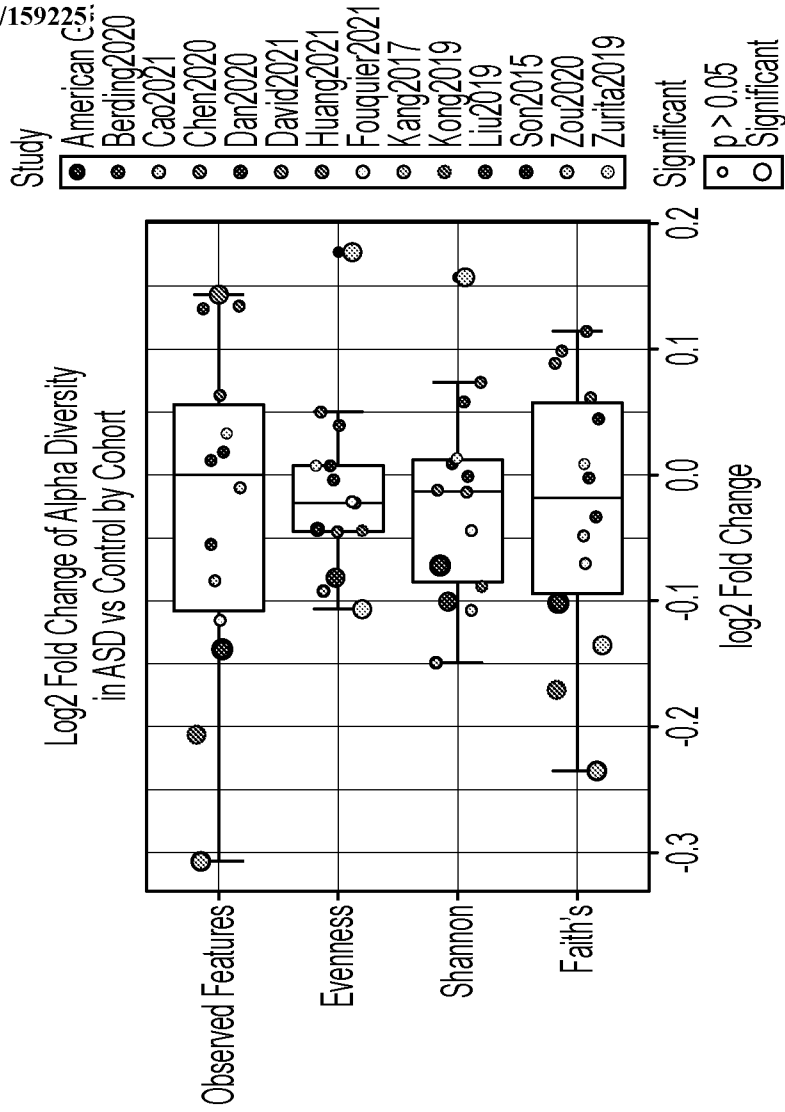 /159225
Log2 Fold Change of Alpha Diversity
in ASD vs Control by Cohort
Observed Features
Evenness
Shannon
Faith's
-0.3
-0.2
-0.1
0.0
0.1
0.2
log2 Fold Change
Study
American
Berding2020
Cao2021
Chen2020
Dan2020
David2021
Huang2021
Fouquier2021
Kang2017
Kong2019
Liu2019
Son2015
Zou2020
Zurita2019
Significant
p > 0.05
Significant